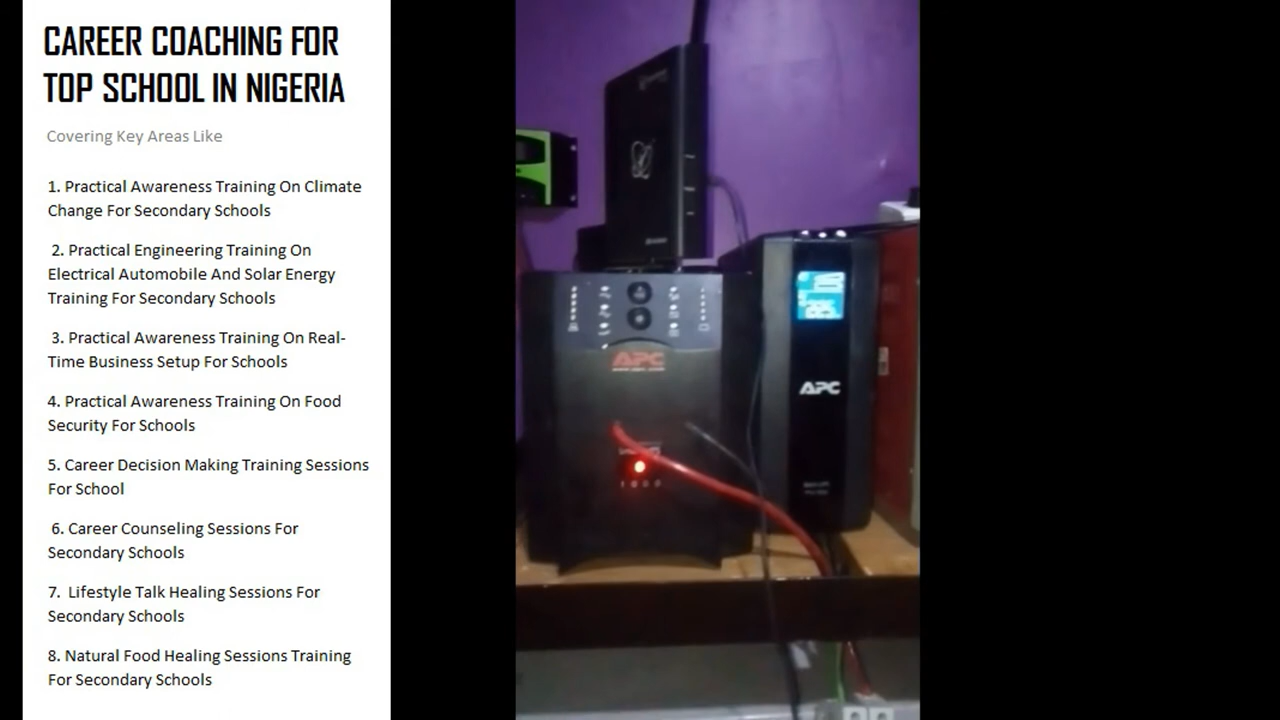 CAREER COACHING FOR
TOP SCHOOL IN NIGERIA
Covering Key Areas Like
1. Practical Awareness Training On Climate
Change For Secondary Schools
2. Practical Engineering Training On
Electrical Automobile And Solar Energy
Training For Secondary Schools
3. Practical Awareness Training On Real-
Time Business Setup For Schools
4. Practical Awareness Training On Food
Security For Schools
5. Career Decision Making Training Sessions
For School
6. Career Counseling Sessions For
Secondary Schools
7. Lifestyle Talk Healing Sessions For
Secondary Schools
8. Natural Food Healing Sessions Training
For Secondary Schools
APC
www.apc.com
APC